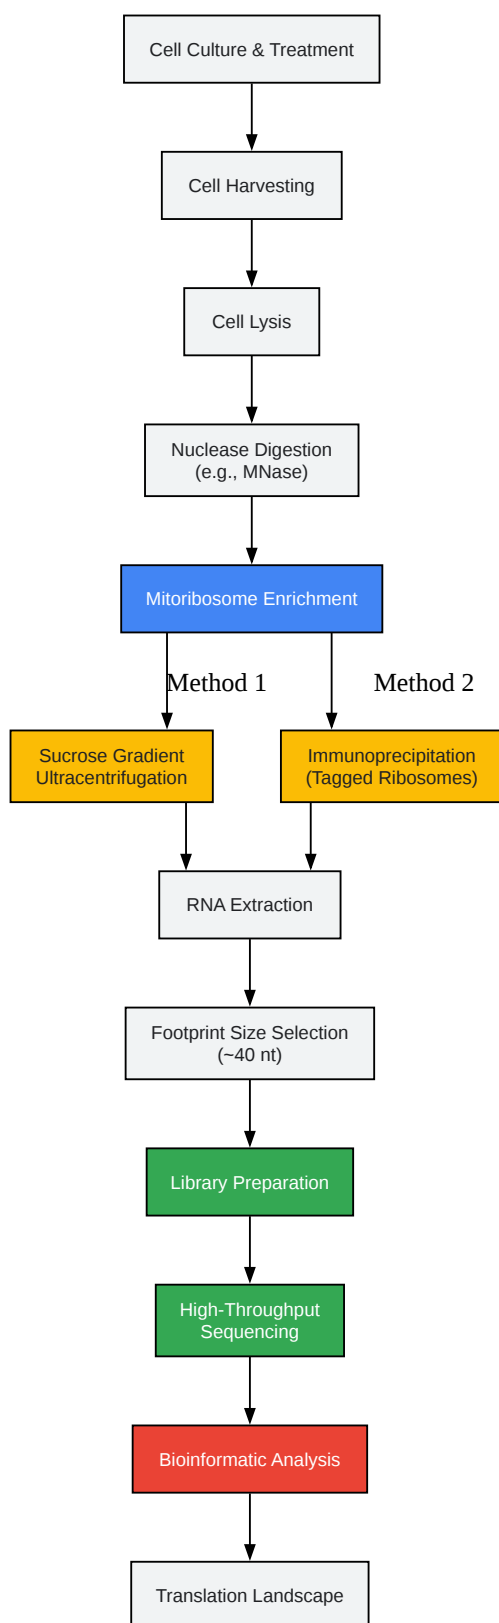 Cell Culture & Treatment
Cell Harvesting
Cell Lysis
Nuclease Digestion
(e.g., MNase)
Mitoribosome Enrichment
Method 1
Method 2
Sucrose Gradient
Ultracentrifugation
Immunoprecipitation
(Tagged Ribosomes)
RNA Extraction
Footprint Size Selection
(~40 nt)
Library Preparation
High-Throughput
Sequencing
Bioinformatic Analysis
Translation Landscape